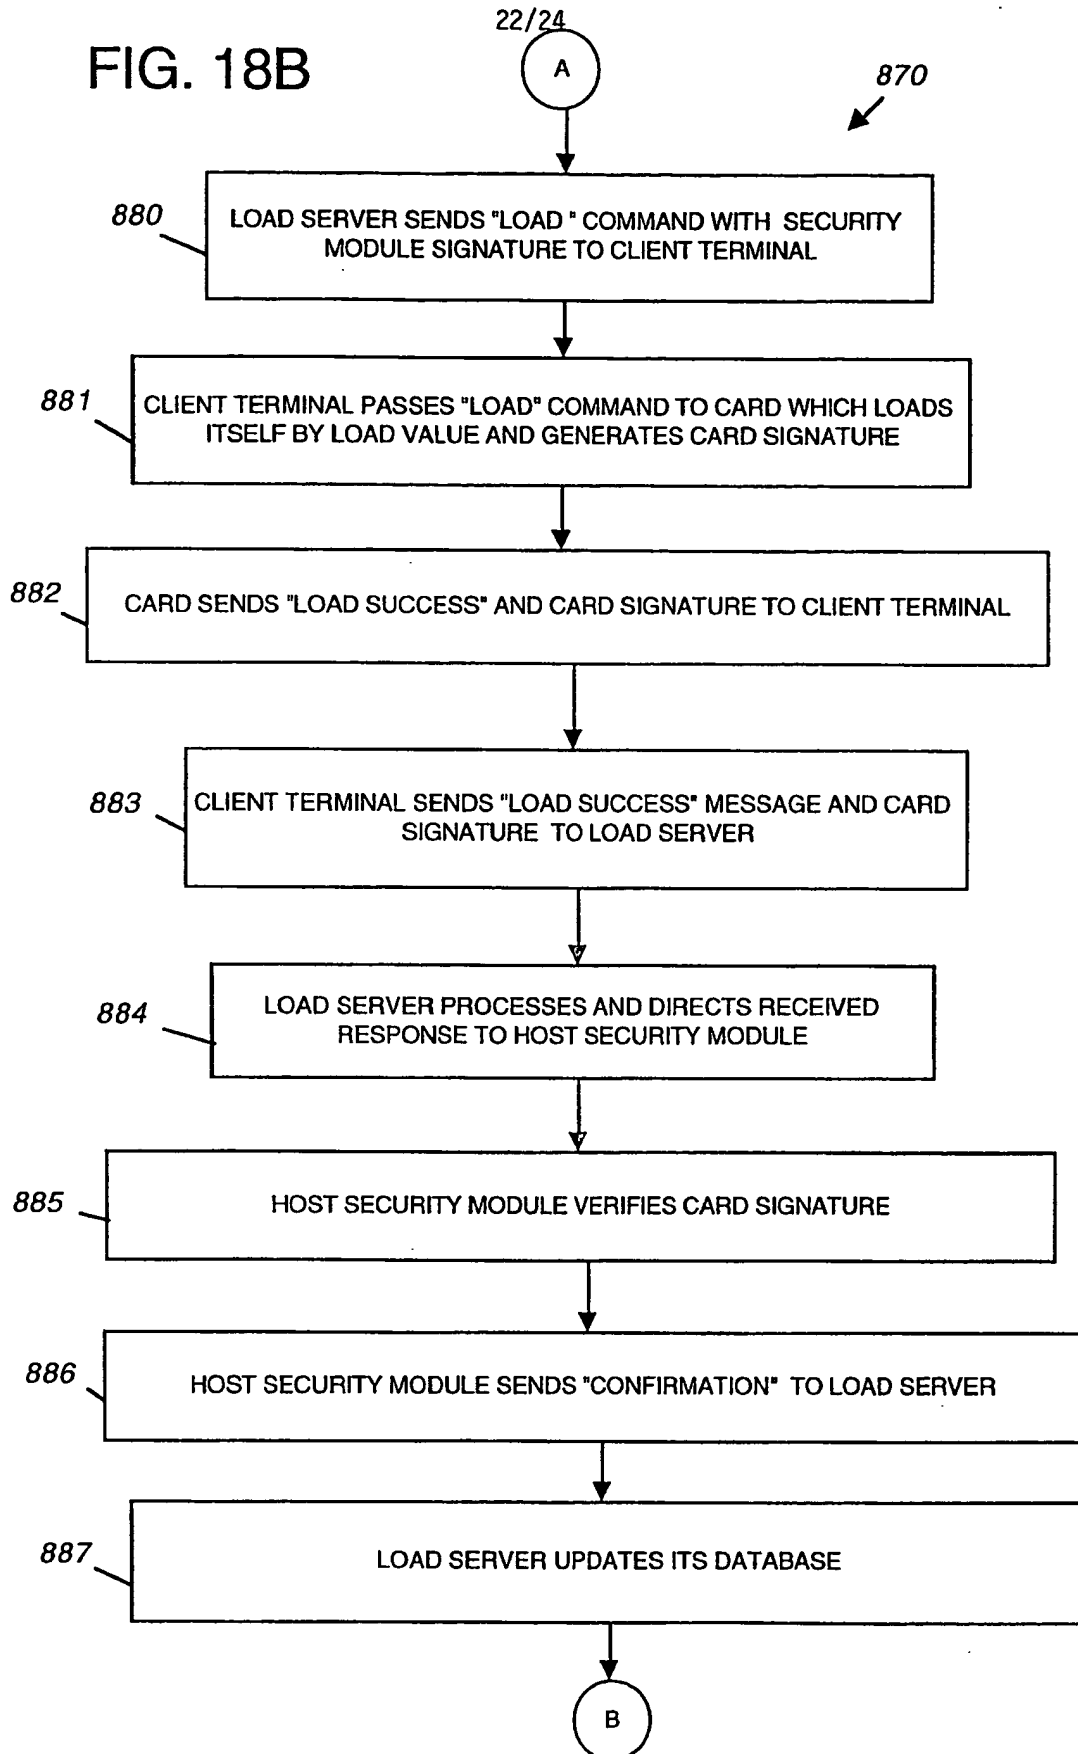 22/24
FIG. 18B
A
870
880
LOAD SERVER SENDS "LOAD " COMMAND WITH SECURITY
MODULE SIGNATURE TO CLIENT TERMINAL
881
CLIENT TERMINAL PASSES "LOAD" COMMAND TO CARD WHICH LOADS
ITSELF BY LOAD VALUE AND GENERATES CARD SIGNATURE
882
CARD SENDS "LOAD SUCCESS" AND CARD SIGNATURE TO CLIENT TERMINAL
883
CLIENT TERMINAL SENDS "LOAD SUCCESS" MESSAGE AND CARD
SIGNATURE TO LOAD SERVER
884
LOAD SERVER PROCESSES AND DIRECTS RECEIVED
RESPONSE TO HOST SECURITY MODULE
885
HOST SECURITY MODULE VERIFIES CARD SIGNATURE
886
HOST SECURITY MODULE SENDS "CONFIRMATION" TO LOAD SERVER
887
LOAD SERVER UPDATES ITS DATABASE
B